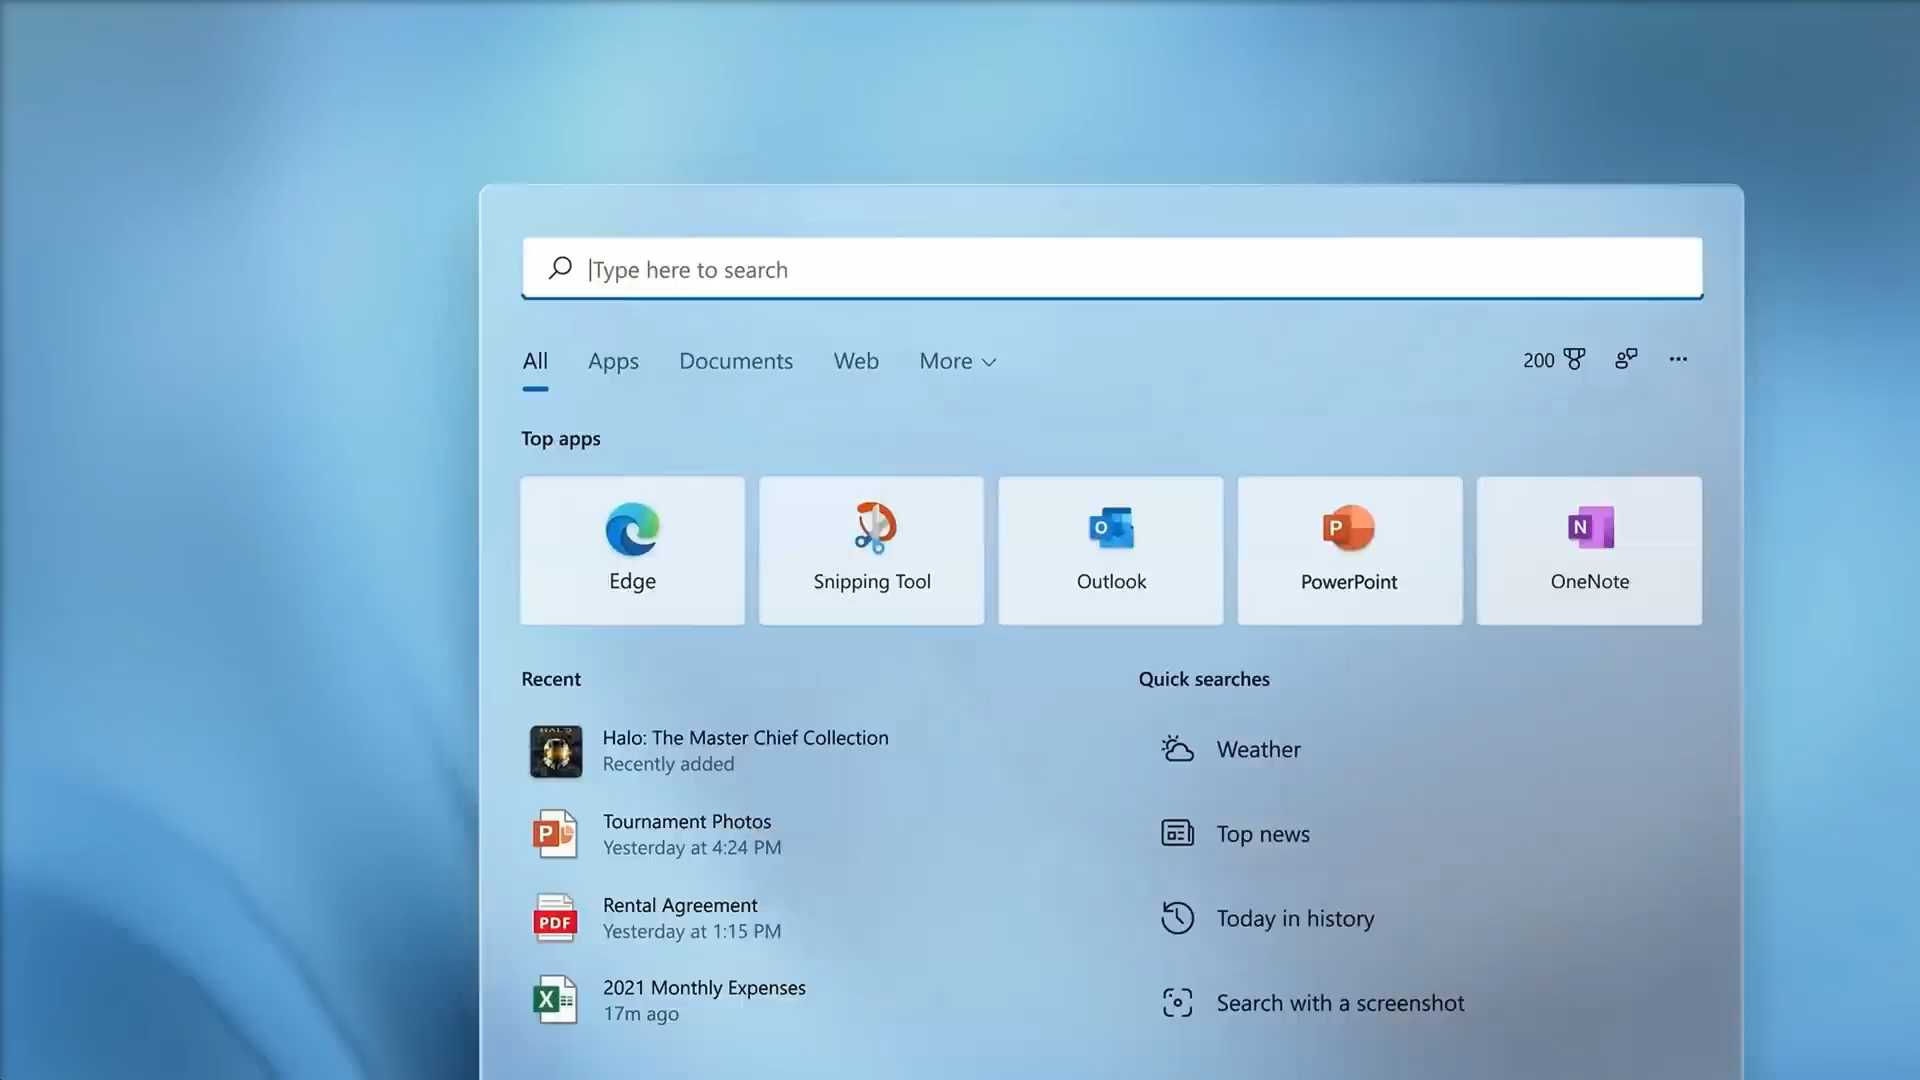 Type here to search
All Apps Documents Web More
200
Top apps
Edge
Snipping Tool
Outlook
PowerPoint
OneNote
Recent
Halo: The Master Chief Collection
Recently added
Tournament Photos
Yesterday at 4:24 PM
PDF
Rental Agreement
Yesterday at 1:15 PM
2021 Monthly Expenses
17m ago
Quick searches
Weather
Top news
Today in history
Search with a screenshot